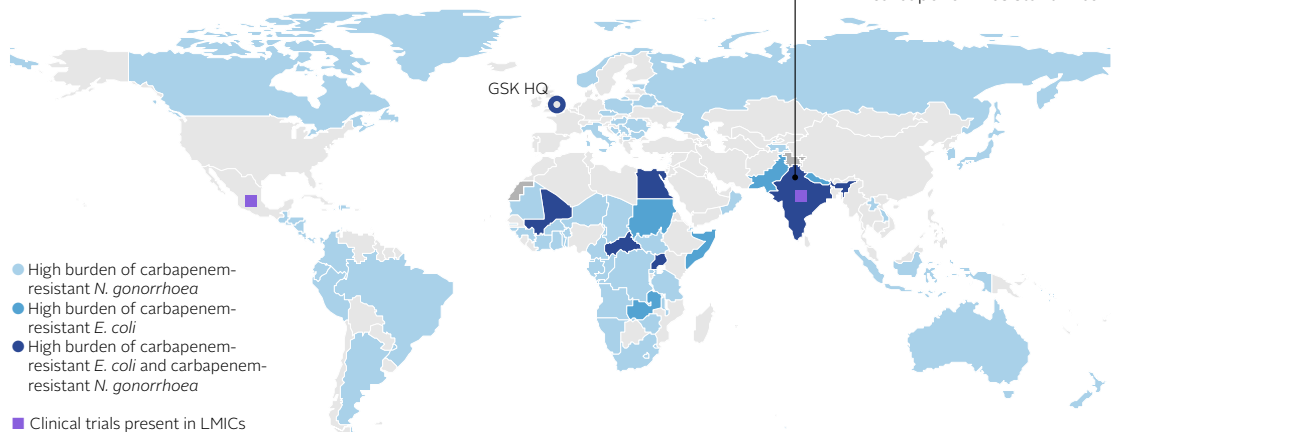 GSK HQ
High burden of carbapenem-
resistant N. gonorrhoea
High burden of carbapenem-
resistant E. coli
High burden of carbapenem-
resistant E. coli and carbapenem-
resistant N. gonorrhoea
Clinical trials present in LMICs